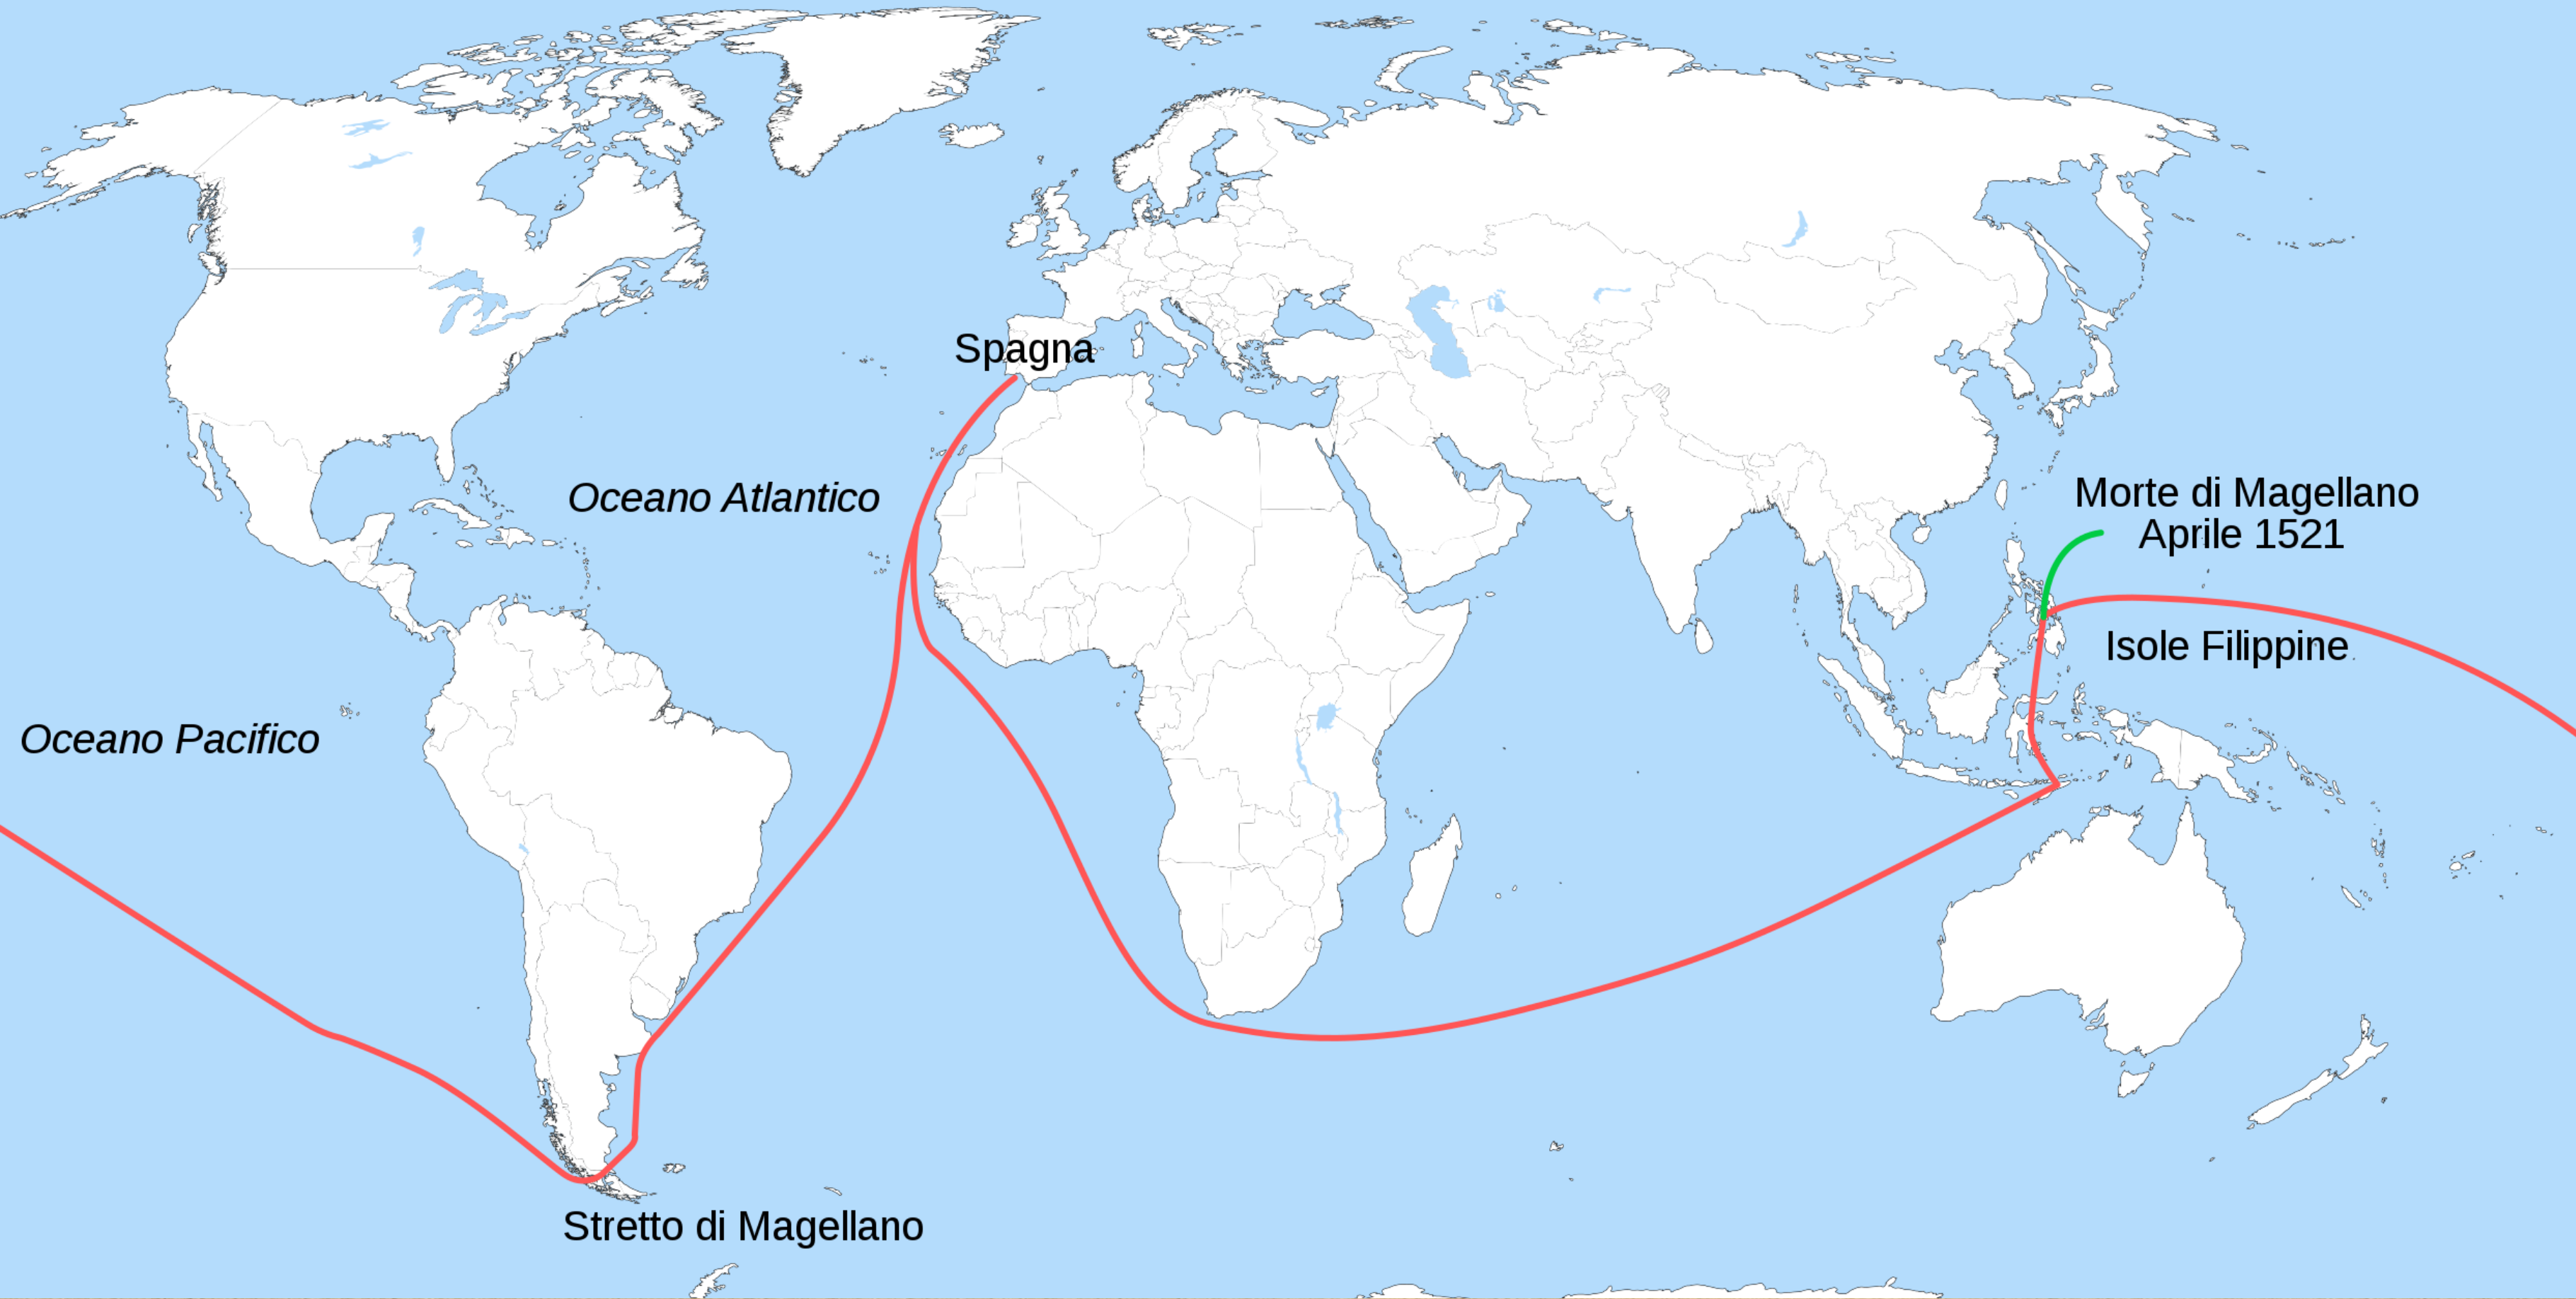 Spagna
Oceano Atlantico
Morte di Magellano
Aprile 1521
Isole Filippine
Oceano Pacifico
Stretto di Magellano